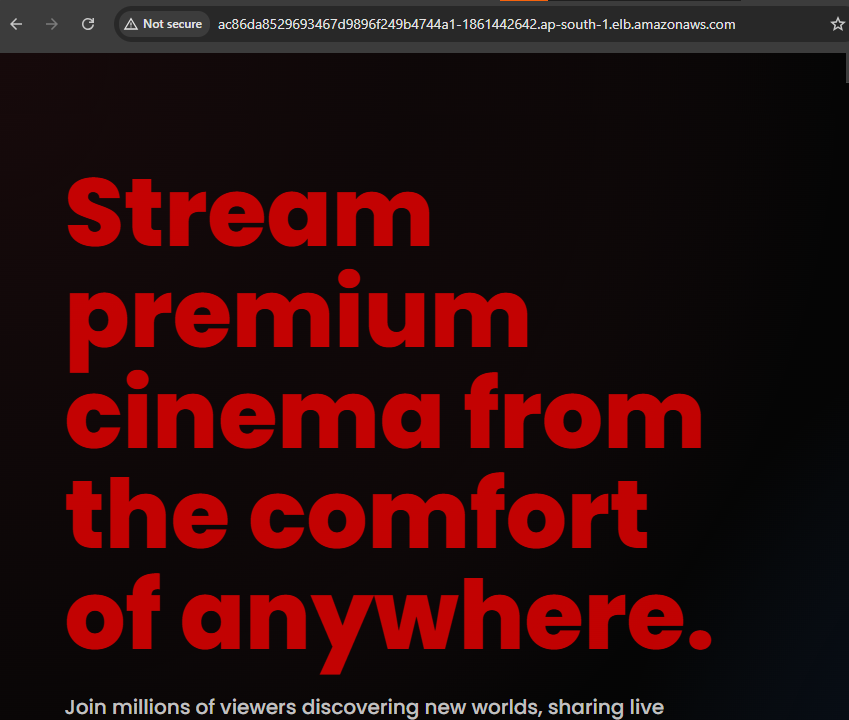 Not secure ac86da8529693467d9896f249b4744a1-1861442642.ap-south-1.elb.amazonaws.com
Stream
premium
cinema from
the comfort
of anywhere.
Join millions of viewers discovering new worlds, sharing live